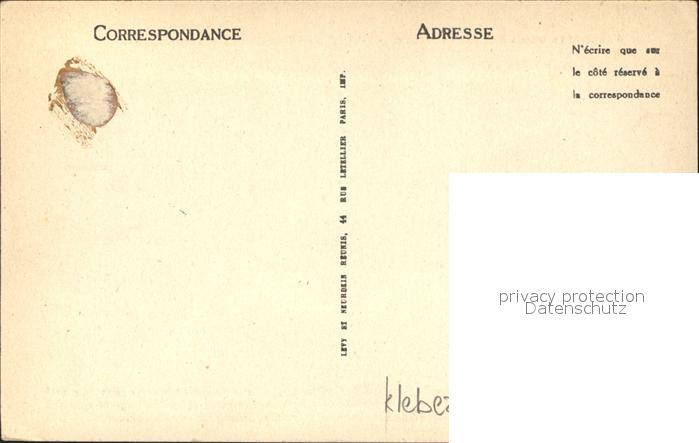 CORRESPONDANCE
ADRESSE
N'écrire que sur
le côté réservé à
la correspondance
LEVY ET NEURDEIN REUNIS, 44 RUE LETELLIER PARIS, IMP.
privacy protection
Datenschutz